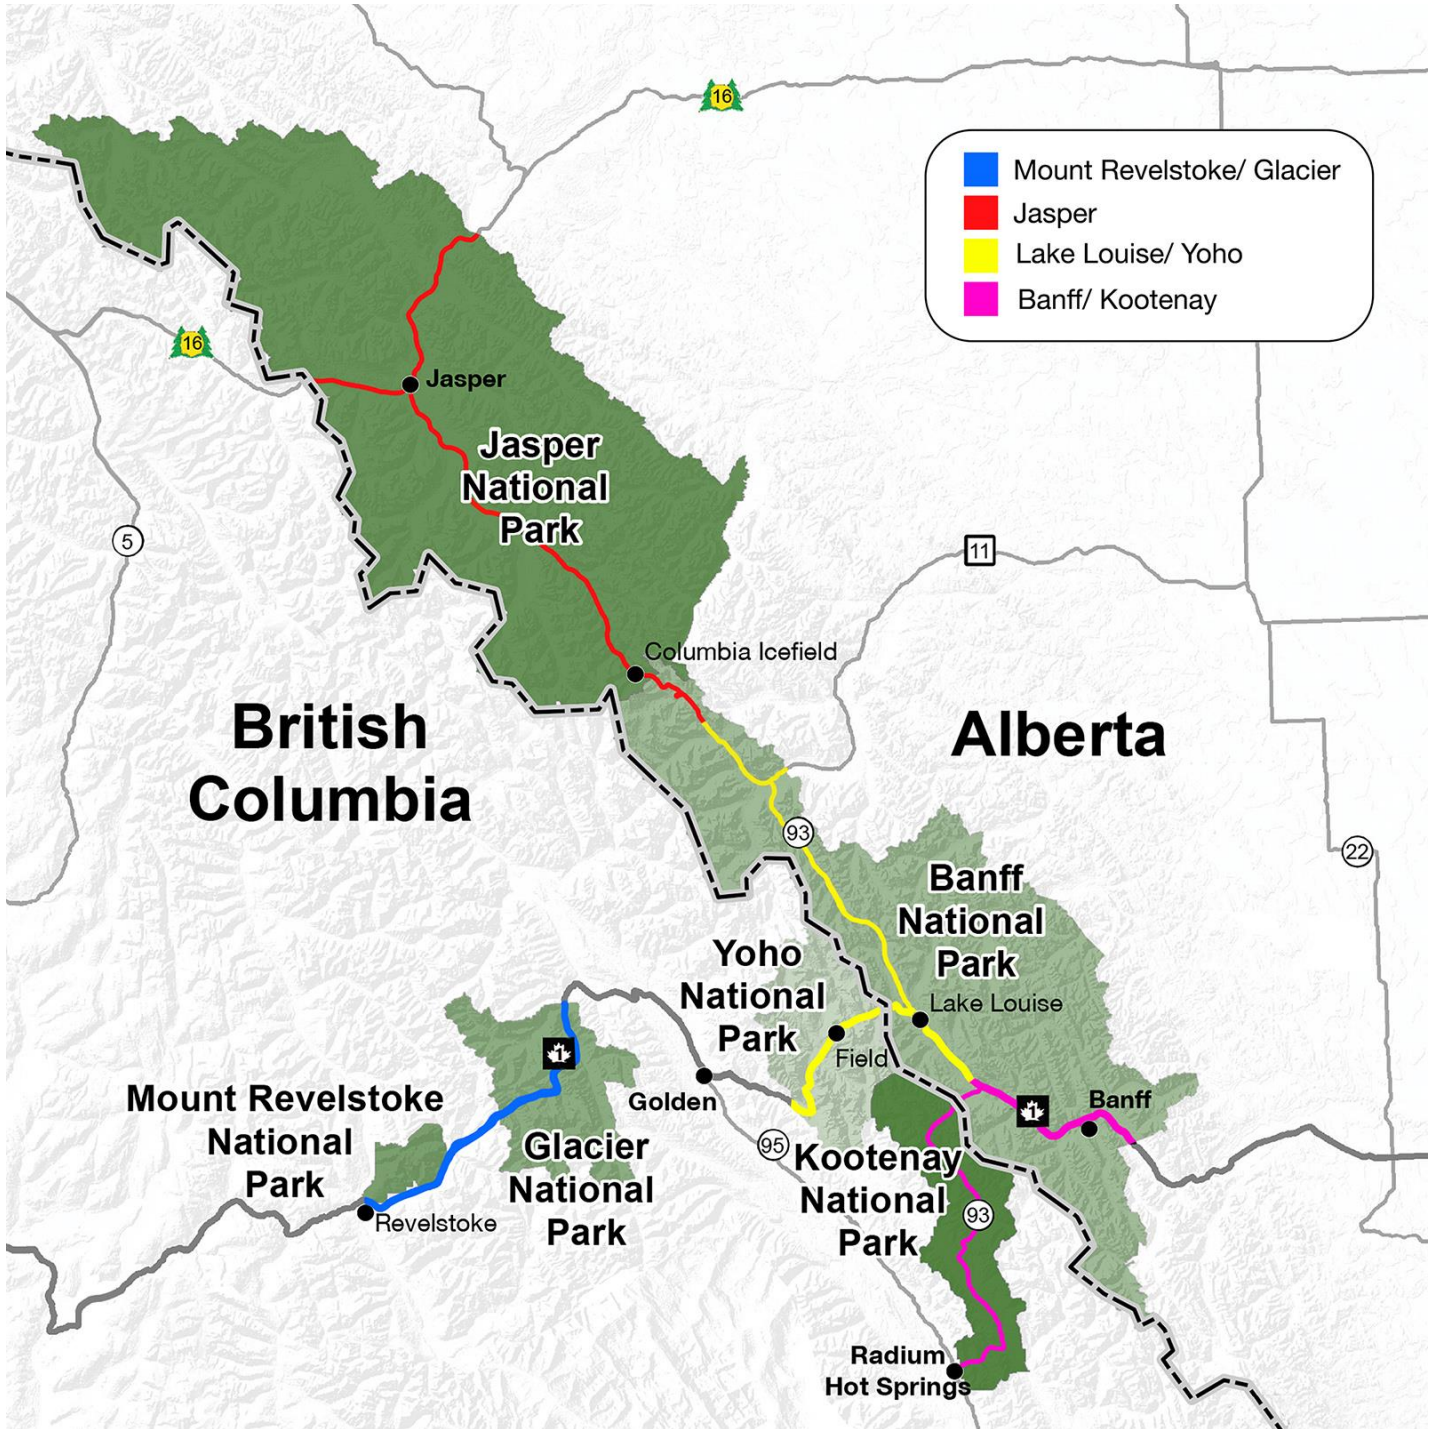 16
Mount Revelstoke/ Glacier
Jasper
Lake Louise/ Yoho
Banff/ Kootenay
16
Jasper
Jasper
National
Park
5
11
Columbia Icefield
British
Columbia
Alberta
93
22
Banff
National
Park
Yoho
National
Park
Lake Louise
Field
1
Golden
Mount Revelstoke
National
Park
Banff
1
Glacier
National
Park
95
Kootenay
National
Park
93
Revelstoke
Radium
Hot Springs